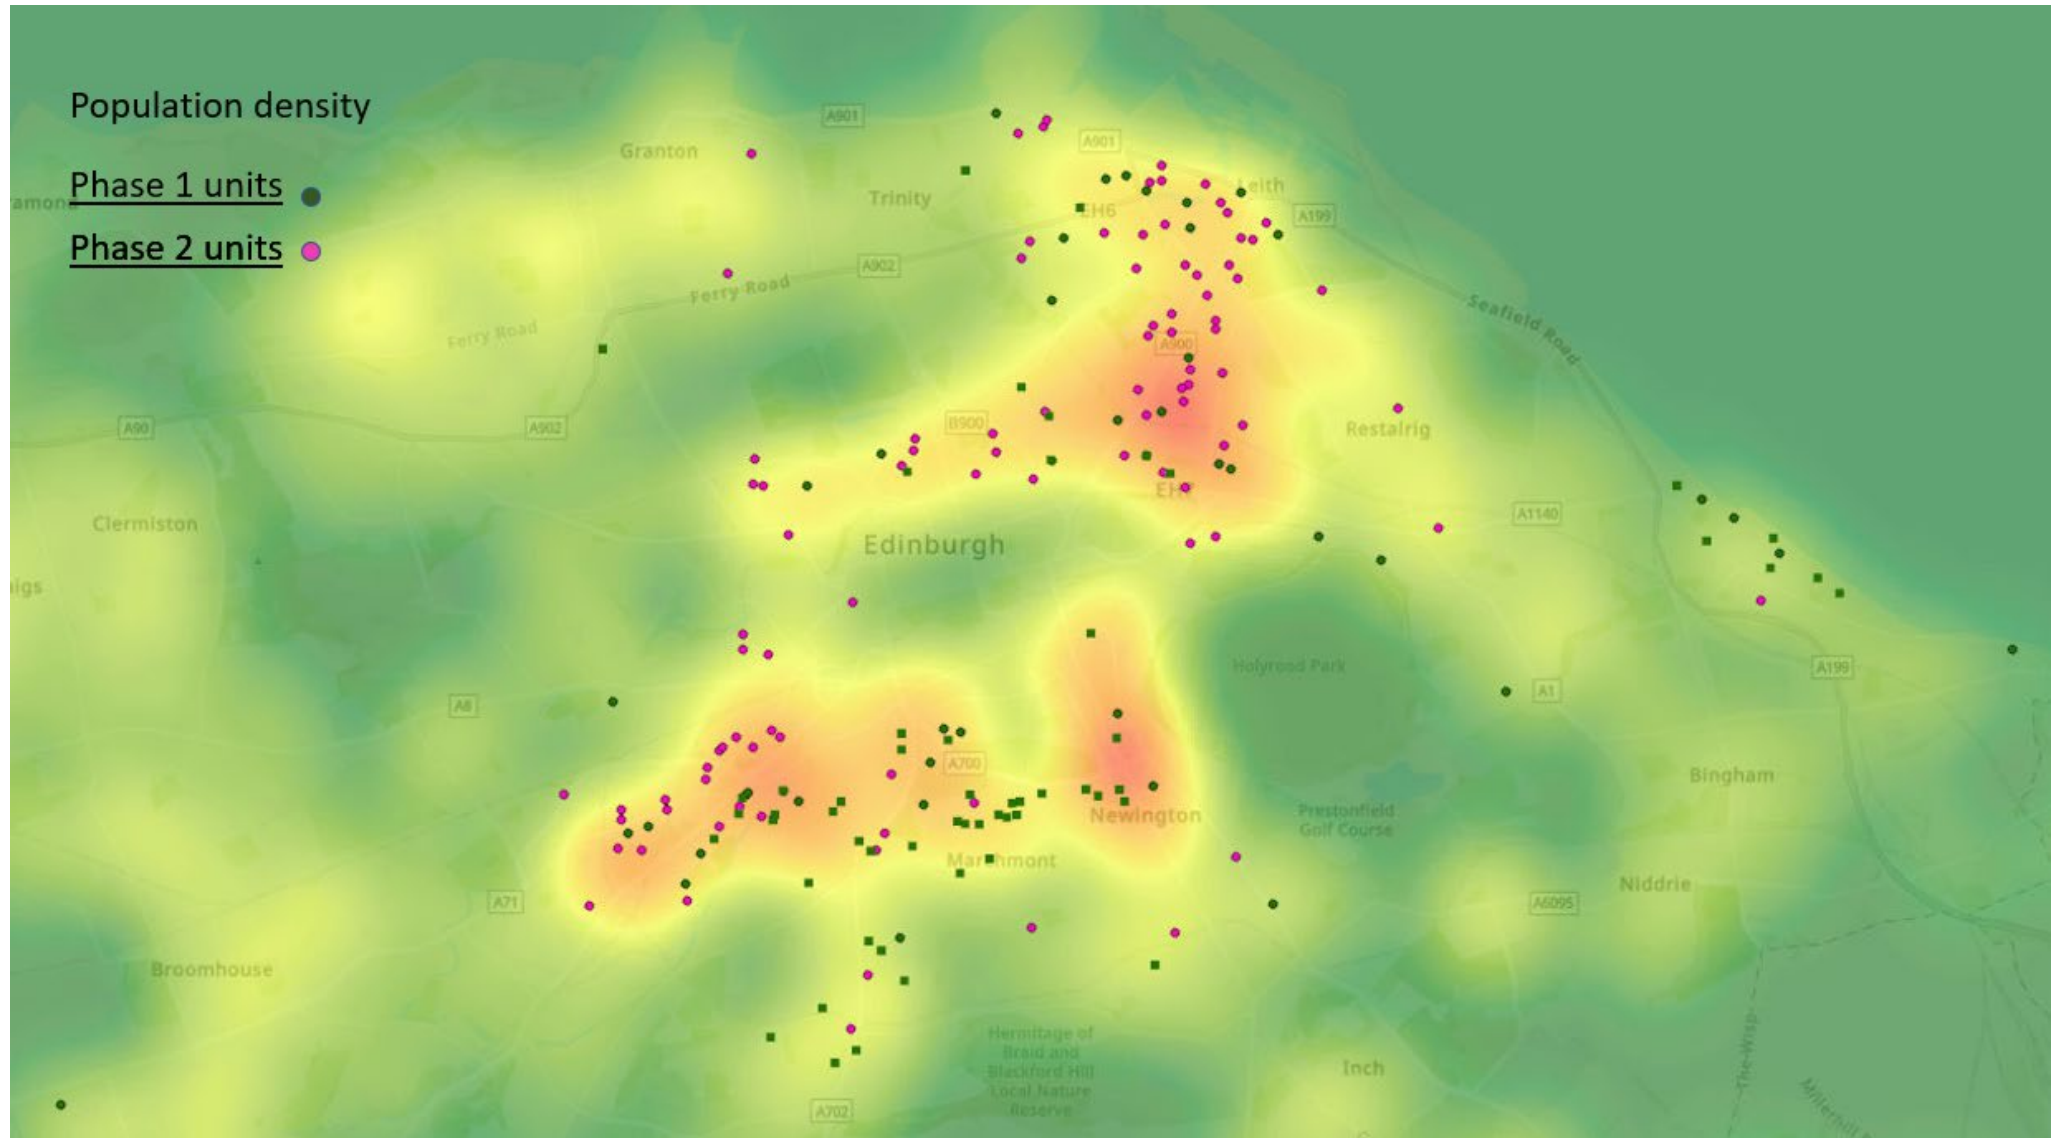 Population density
Phase 1 units
Phase 2 units
A901
Granton
A901
Trinity
Leith
EH6
A199
A902
Ferry Road
Ferry Road
Seafield Road
A900
A90
A902
B900
Restalrig
EH7
Clermiston
Edinburgh
A1140
Holyrood Park
A199
A8
A1
A700
Bingham
Newington
Prestonfield
Golf Course
Marchmont
A71
Niddrie
A6095
Broomhouse
Hermitage of
Braid and
Blackford Hill
Local Nature
Reserve
Inch
The-Wisp
A702